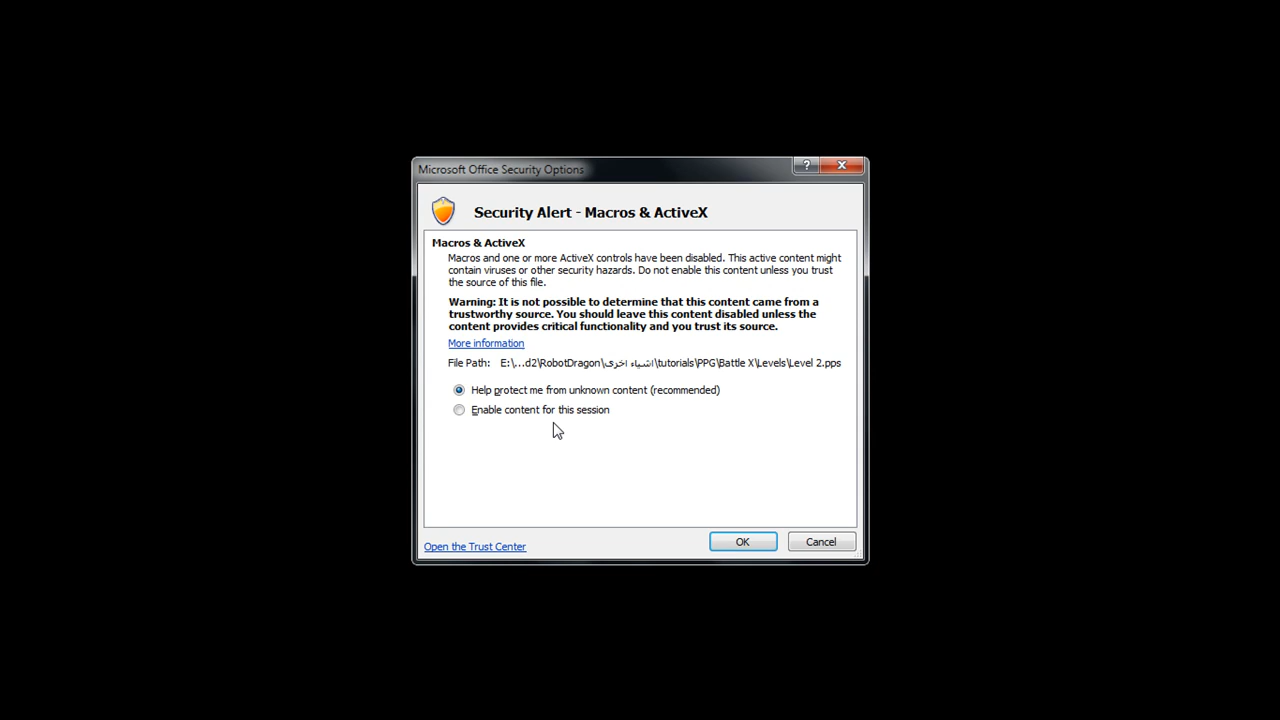 Microsoft Office Security Options
Security Alert - Macros & ActiveX
Macros & ActiveX
Macros and one or more ActiveX controls have been disabled. This active content might
contain viruses or other security hazards. Do not enable this content unless you trust
the source of this file.
Warning: It is not possible to determine that this content came from a
trustworthy source. You should leave this content disabled unless the
content provides critical functionality and you trust its source.
More information
File Path: E:\...d2\RobotDragon\اشياء اخرى\tutorials\PPG\Battle X\Levels\Level 2.pps
Help protect me from unknown content (recommended)
Enable content for this session
Open the Trust Center
OK
Cancel